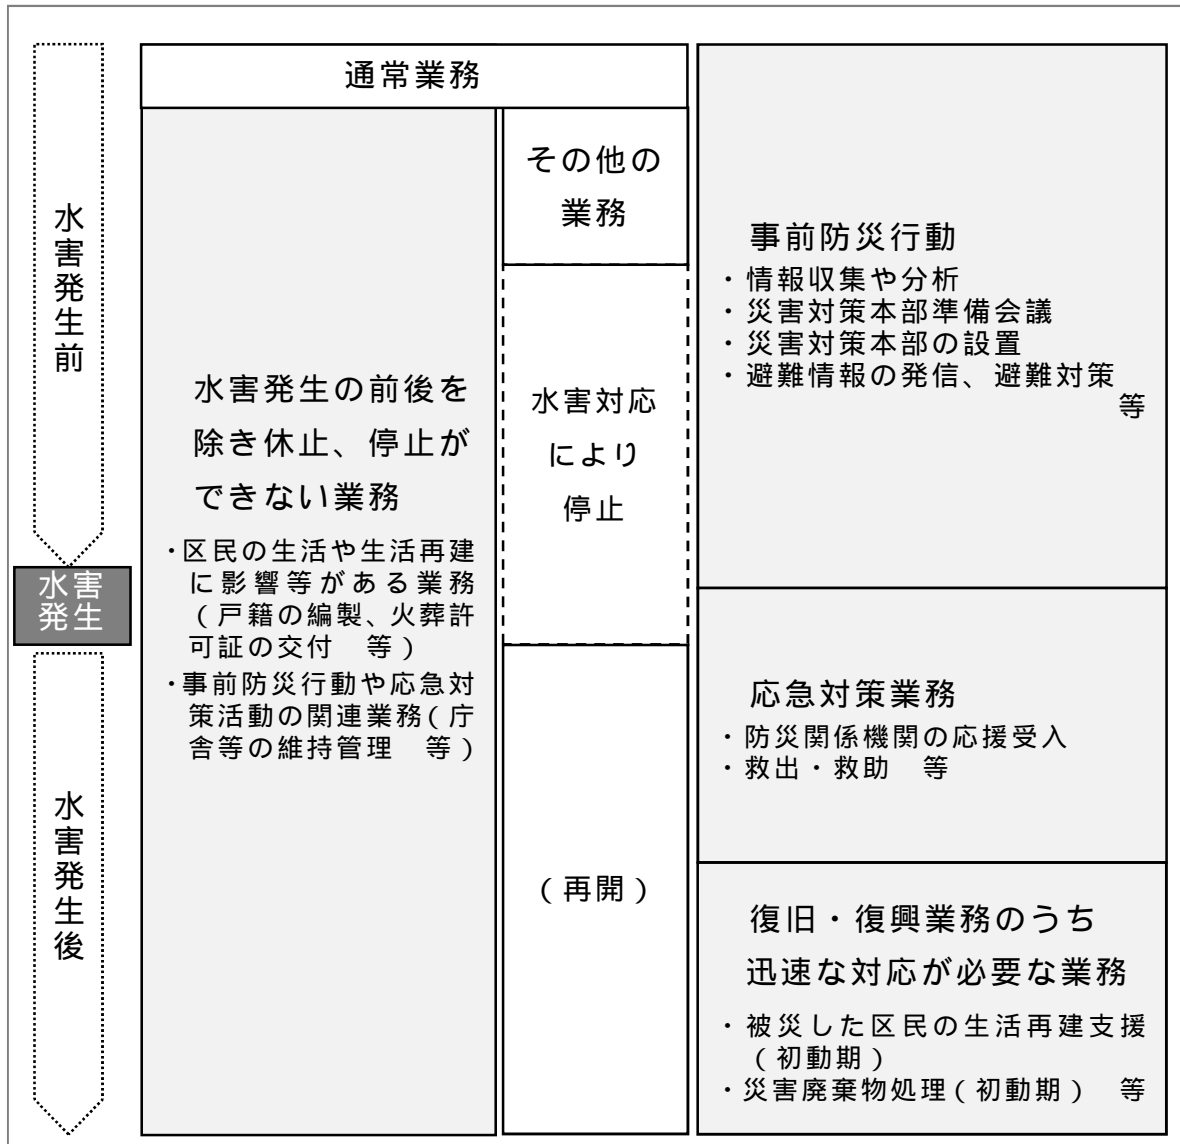 水害発生前
水害
発生
水害発生後
通常業務
水害発生の前後を
除き休止、停止が
できない業務
・区民の生活や生活再建
に影響等がある業務
（戸籍の編製、火葬許
可証の交付　等）
・事前防災行動や応急対
策活動の関連業務（庁
舎等の維持管理　等）
その他の
業務
水害対応
により
停止
（再開）
事前防災行動
・情報収集や分析
・災害対策本部準備会議
・災害対策本部の設置
・避難情報の発信、避難対策
等
応急対策業務
・防災関係機関の応援受入
・救出・救助　等
復旧・復興業務のうち
迅速な対応が必要な業務
・被災した区民の生活再建支援
（初動期）
・災害廃棄物処理（初動期）　等